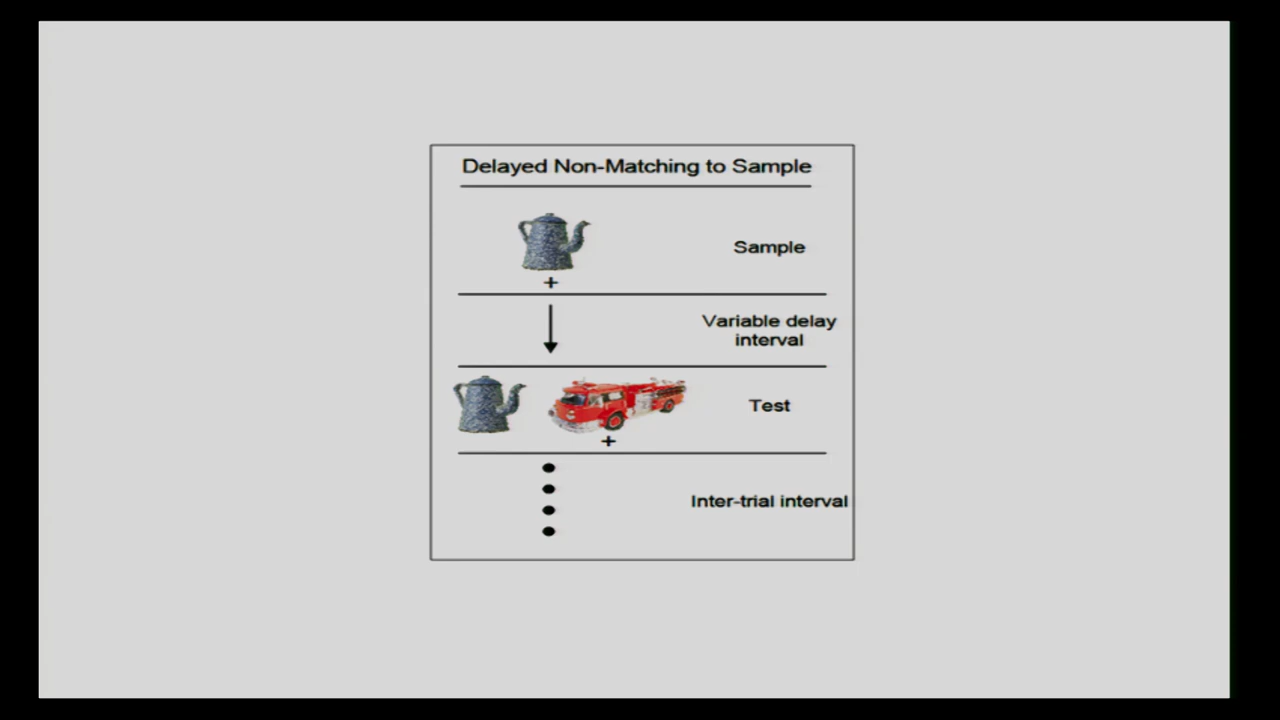 Delayed Non-Matching to Sample
Sample
+
Variable delay
interval
Test
+
Inter-trial interval